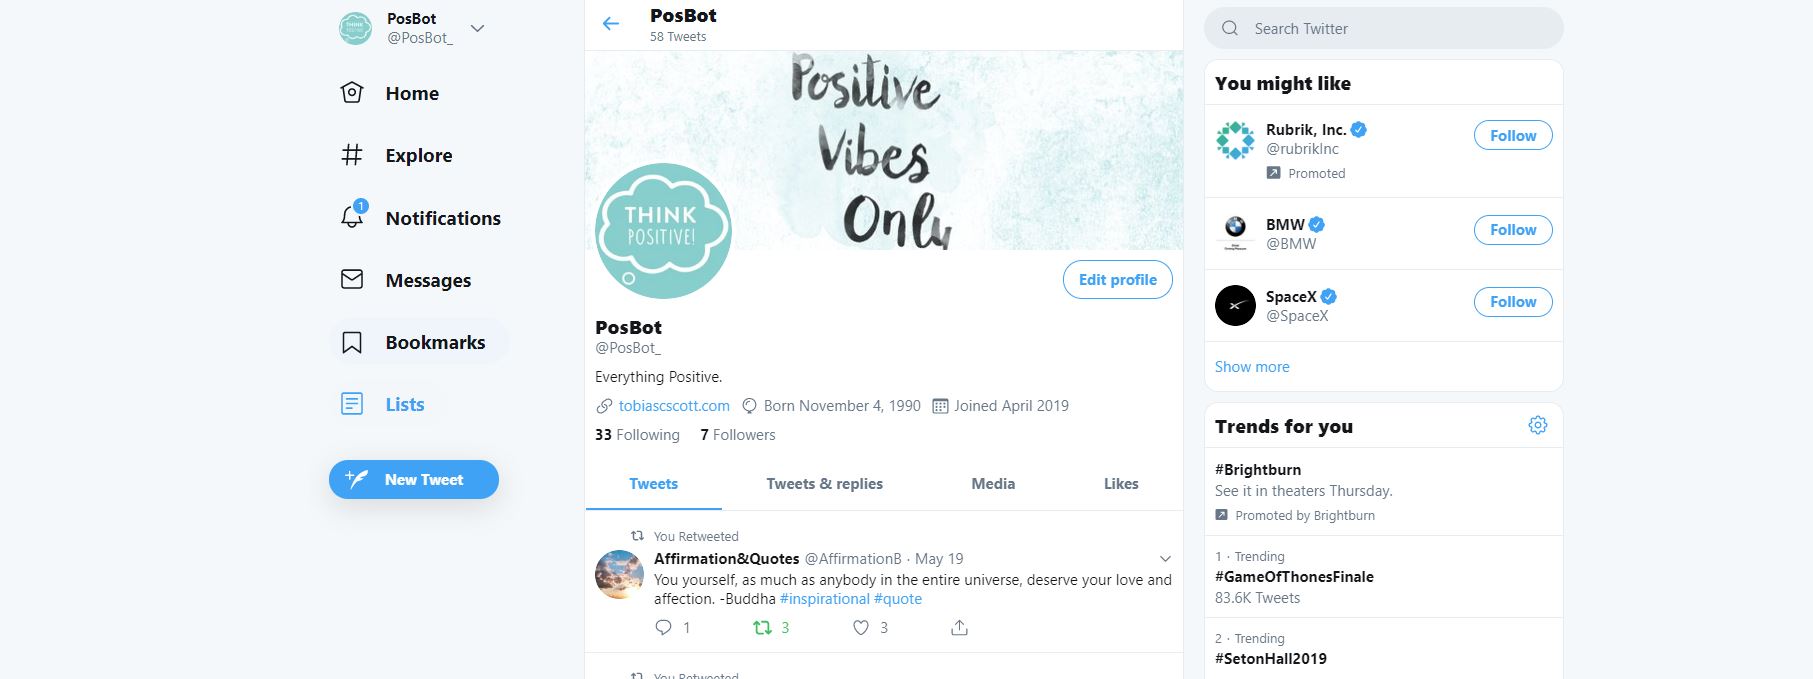 PosBot
@PosBot_
Home
Explore
1
Notifications
Messages
Bookmarks
Lists
New Tweet
PosBot
58 Tweets
Positive
Vibes
Only
THINK
POSITIVE!
Edit profile
PosBot
@PosBot_
Everything Positive.
tobiascscott.com Born November 4, 1990 Joined April 2019
33 Following 7 Followers
Tweets Tweets & replies Media Likes
You Retweeted
Affirmation&Quotes @AffirmationB · May 19
You yourself, as much as anybody in the entire universe, deserve your love and
affection. -Buddha #inspirational #quote
1 3 3
You Retweeted
Search Twitter
You might like
Rubrik, Inc.
@rubrikInc
Promoted
Follow
BMW
@BMW
Follow
SpaceX
@SpaceX
Follow
Show more
Trends for you
#Brightburn
See it in theaters Thursday.
Promoted by Brightburn
1 · Trending
#GameOfThonesFinale
83.6K Tweets
2 · Trending
#SetonHall2019